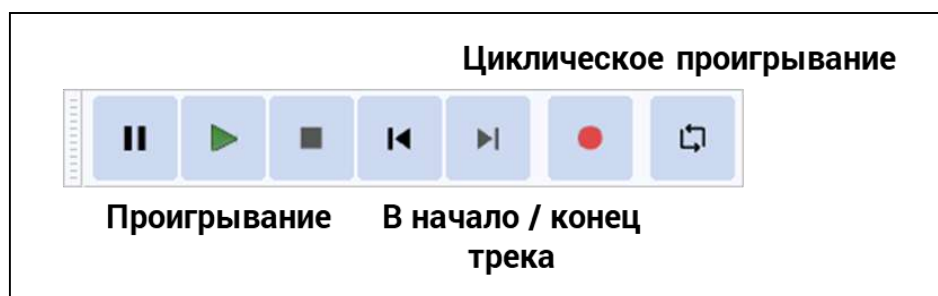 Циклическое проигрывание
Проигрывание
В начало / конец
трека